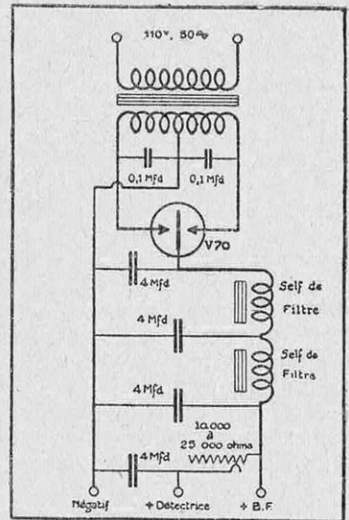 110 v, 50 ∿
0,1 Mfd 0,1 Mfd
V70
4 Mfd
Self de
Filtre
4 Mfd
Self de
Filtre
4 Mfd
10.000
à
25 000 ohms
4 Mfd
Négatif + Détectrice + B.F.